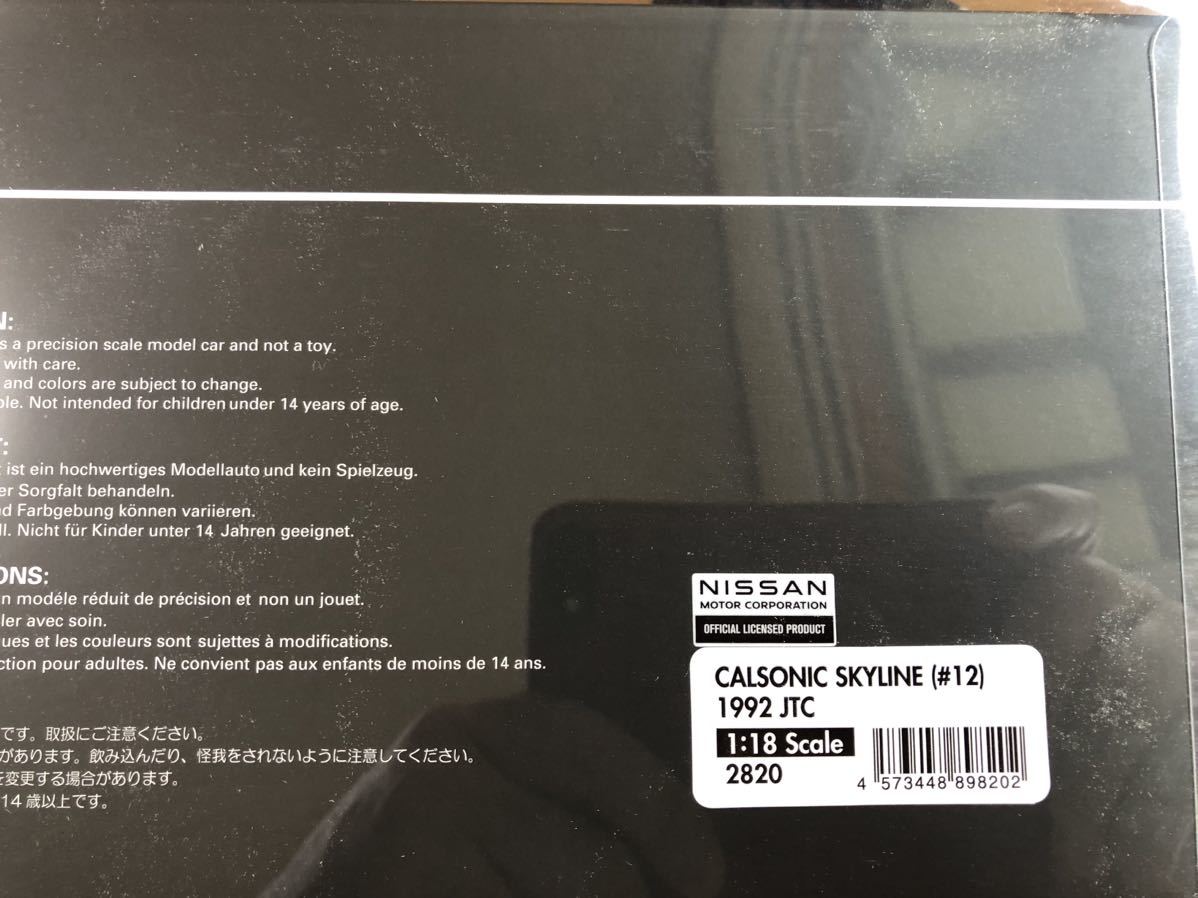 N:
s a precision scale model car and not a toy.
with care.
and colors are subject to change.
ble. Not intended for children under 14 years of age.
T:
t ist ein hochwertiges Modellauto und kein Spielzeug.
er Sorgfalt behandeln.
nd Farbgebung können variieren.
ll. Nicht für Kinder unter 14 Jahren geeignet.
ONS:
n modéle réduit de précision et non un jouet.
ler avec soin.
ques et les couleurs sont sujettes à modifications.
ction pour adultes. Ne convient pas aux enfants de moins de 14 ans.
です。取扱にご注意ください。
があります。飲み込んだり、怪我をされないように注意してください。
を変更する場合があります。
14歳以上です。
NISSAN
MOTOR CORPORATION
OFFICIAL LICENSED PRODUCT
CALSONIC SKYLINE (#12)
1992 JTC
1:18 Scale
2820
4 573448 898202